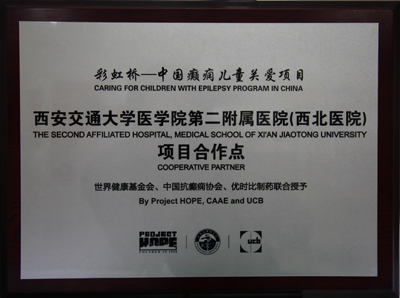 彩虹桥—中国癫痫儿童关爱项目
CARING FOR CHILDREN WITH EPILEPSY PROGRAM IN CHINA
西安交通大学医学院第二附属医院(西北医院)
THE SECOND AFFILIATED HOSPITAL, MEDICAL SCHOOL OF XI'AN JIAOTONG UNIVERSITY
项目合作点
COOPERATIVE PARTNER
世界健康基金会、中国抗癫痫协会、优时比制药联合授予
By Project HOPE, CAAE and UCB
PROJECT HOPE ucb